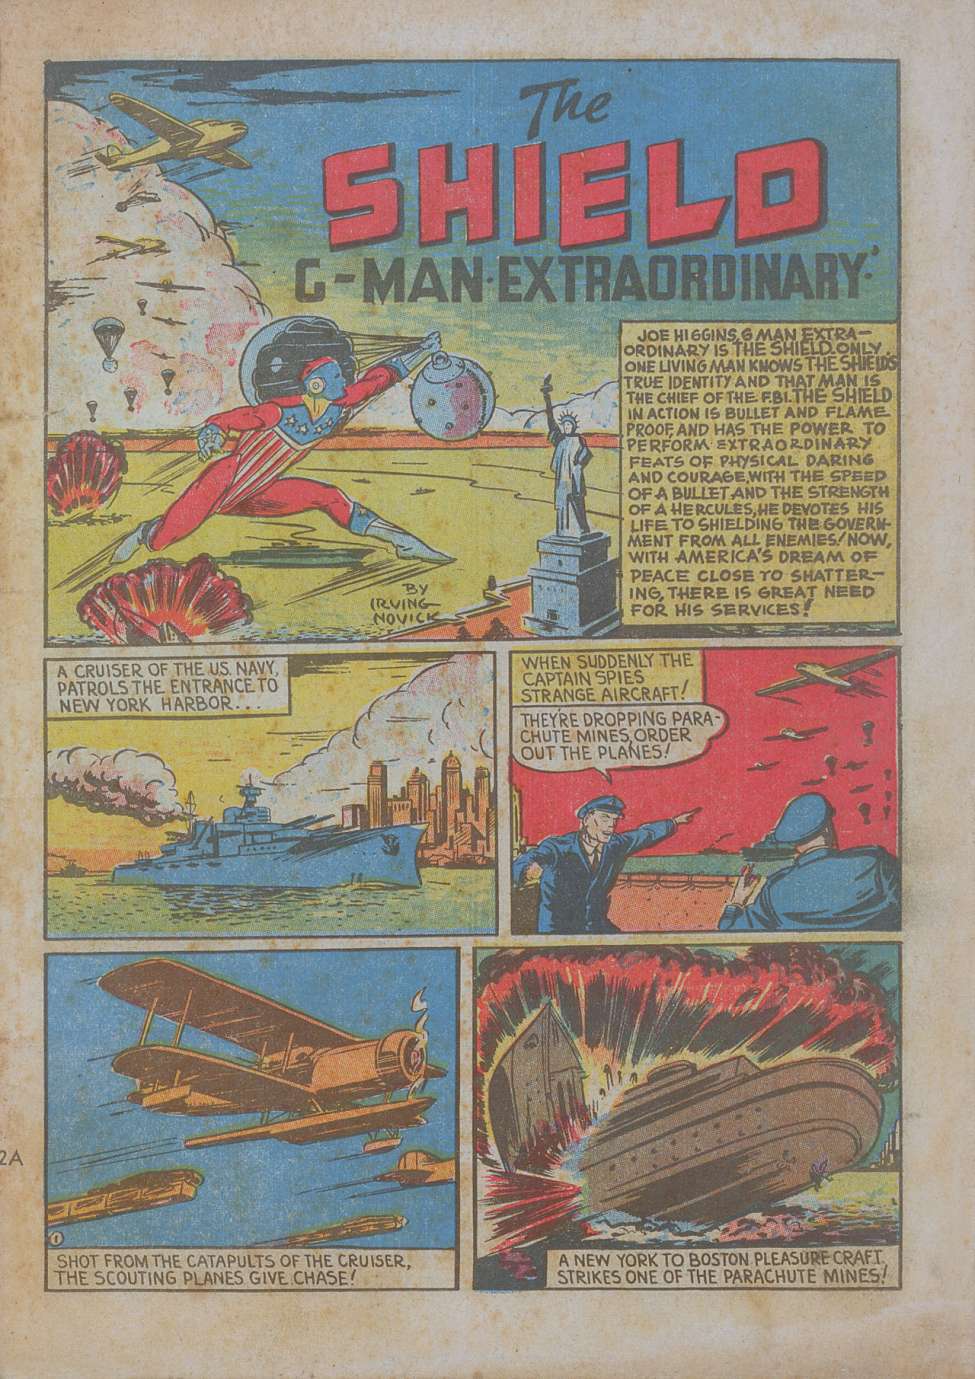 The
SHIELD
G-MAN·EXTRAORDINARY·'
JOE HIGGINS, G MAN EXTRA-
ORDINARY IS THE SHIELD. ONLY
ONE LIVING MAN KNOWS THE SHIELD'S
TRUE IDENTITY AND THAT MAN IS
THE CHIEF OF THE F.B.I. THE SHIELD
IN ACTION IS BULLET AND FLAME
PROOF, AND HAS THE POWER TO
PERFORM EXTRAORDINARY
FEATS OF PHYSICAL DARING
AND COURAGE, WITH THE SPEED
OF A BULLET AND THE STRENGTH
OF A HERCULES, HE DEVOTES HIS
LIFE TO SHIELDING THE GOVERN-
MENT FROM ALL ENEMIES! NOW,
WITH AMERICA'S DREAM OF
PEACE CLOSE TO SHATTER-
ING, THERE IS GREAT NEED
FOR HIS SERVICES!
BY
IRVING
NOVICK
A CRUISER OF THE U.S. NAVY,
PATROLS THE ENTRANCE TO
NEW YORK HARBOR...
WHEN SUDDENLY THE
CAPTAIN SPIES
STRANGE AIRCRAFT!
THEY'RE DROPPING PARA-
CHUTE MINES, ORDER
OUT THE PLANES!
2A
1
SHOT FROM THE CATAPULTS OF THE CRUISER,
THE SCOUTING PLANES GIVE CHASE!
A NEW YORK TO BOSTON PLEASURE CRAFT,
STRIKES ONE OF THE PARACHUTE MINES!